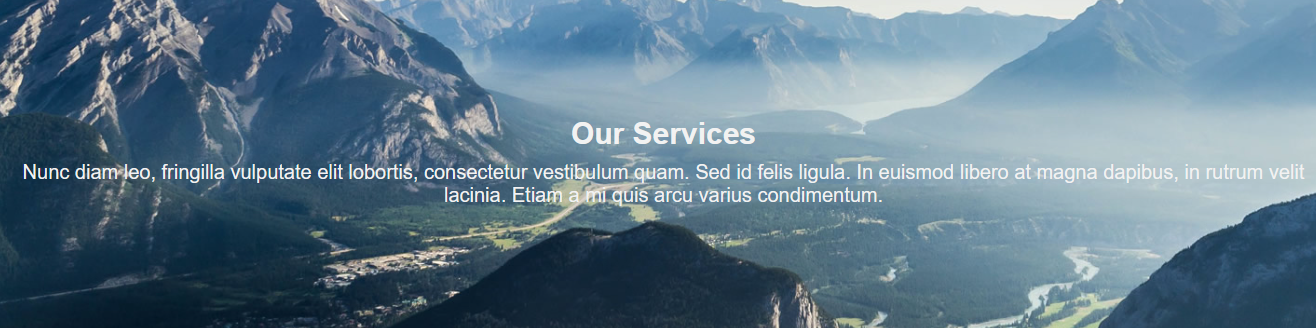 Our Services
Nunc diam leo, fringilla vulputate elit lobortis, consectetur vestibulum quam. Sed id felis ligula. In euismod libero at magna dapibus, in rutrum velit
lacinia. Etiam a mi quis arcu varius condimentum.